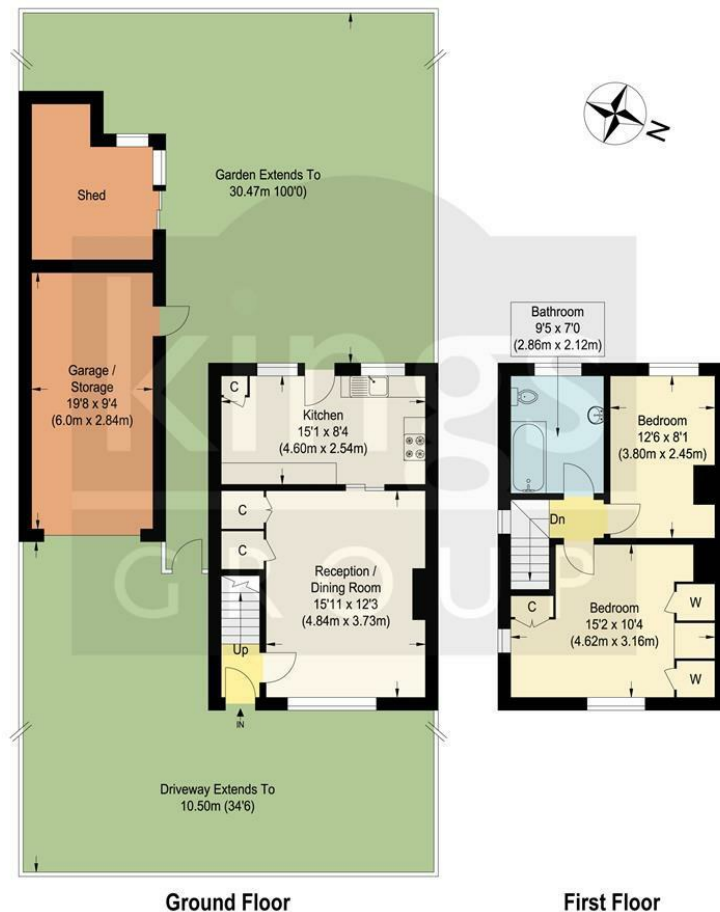 Garden Extends To
30.47m 100'0)
N
Shed
Garage /
Storage
19'8 x 9'4
(6.0m x 2.84m)
C
Kitchen
15'1 x 8'4
(4.60m x 2.54m)
C
C
Reception /
Dining Room
15'11 x 12'3
(4.84m x 3.73m)
Up
IN
Driveway Extends To
10.50m (34'6)
Ground Floor
Bathroom
9'5 x 7'0
(2.86m x 2.12m)
Bedroom
12'6 x 8'1
(3.80m x 2.45m)
Dn
C
Bedroom
15'2 x 10'4
(4.62m x 3.16m)
W
W
First Floor
kings
GROUP